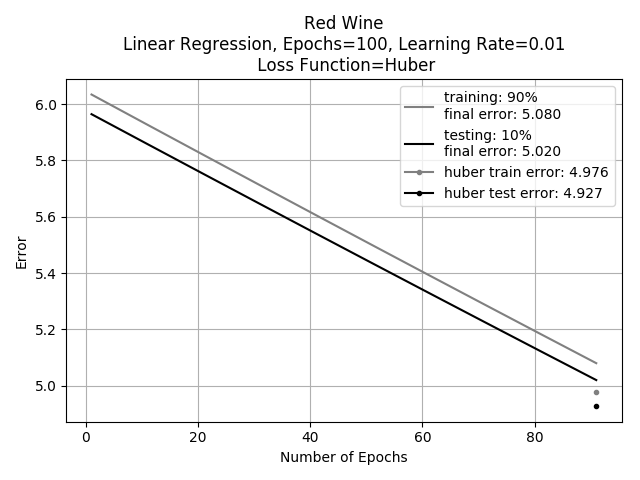 Red Wine
Linear Regression, Epochs=100, Learning Rate=0.01
Loss Function=Huber
training: 90%
final error: 5.080
testing: 10%
final error: 5.020
huber train error: 4.976
huber test error: 4.927
Error
6.0
5.8
5.6
5.4
5.2
5.0
0 20 40 60 80
Number of Epochs